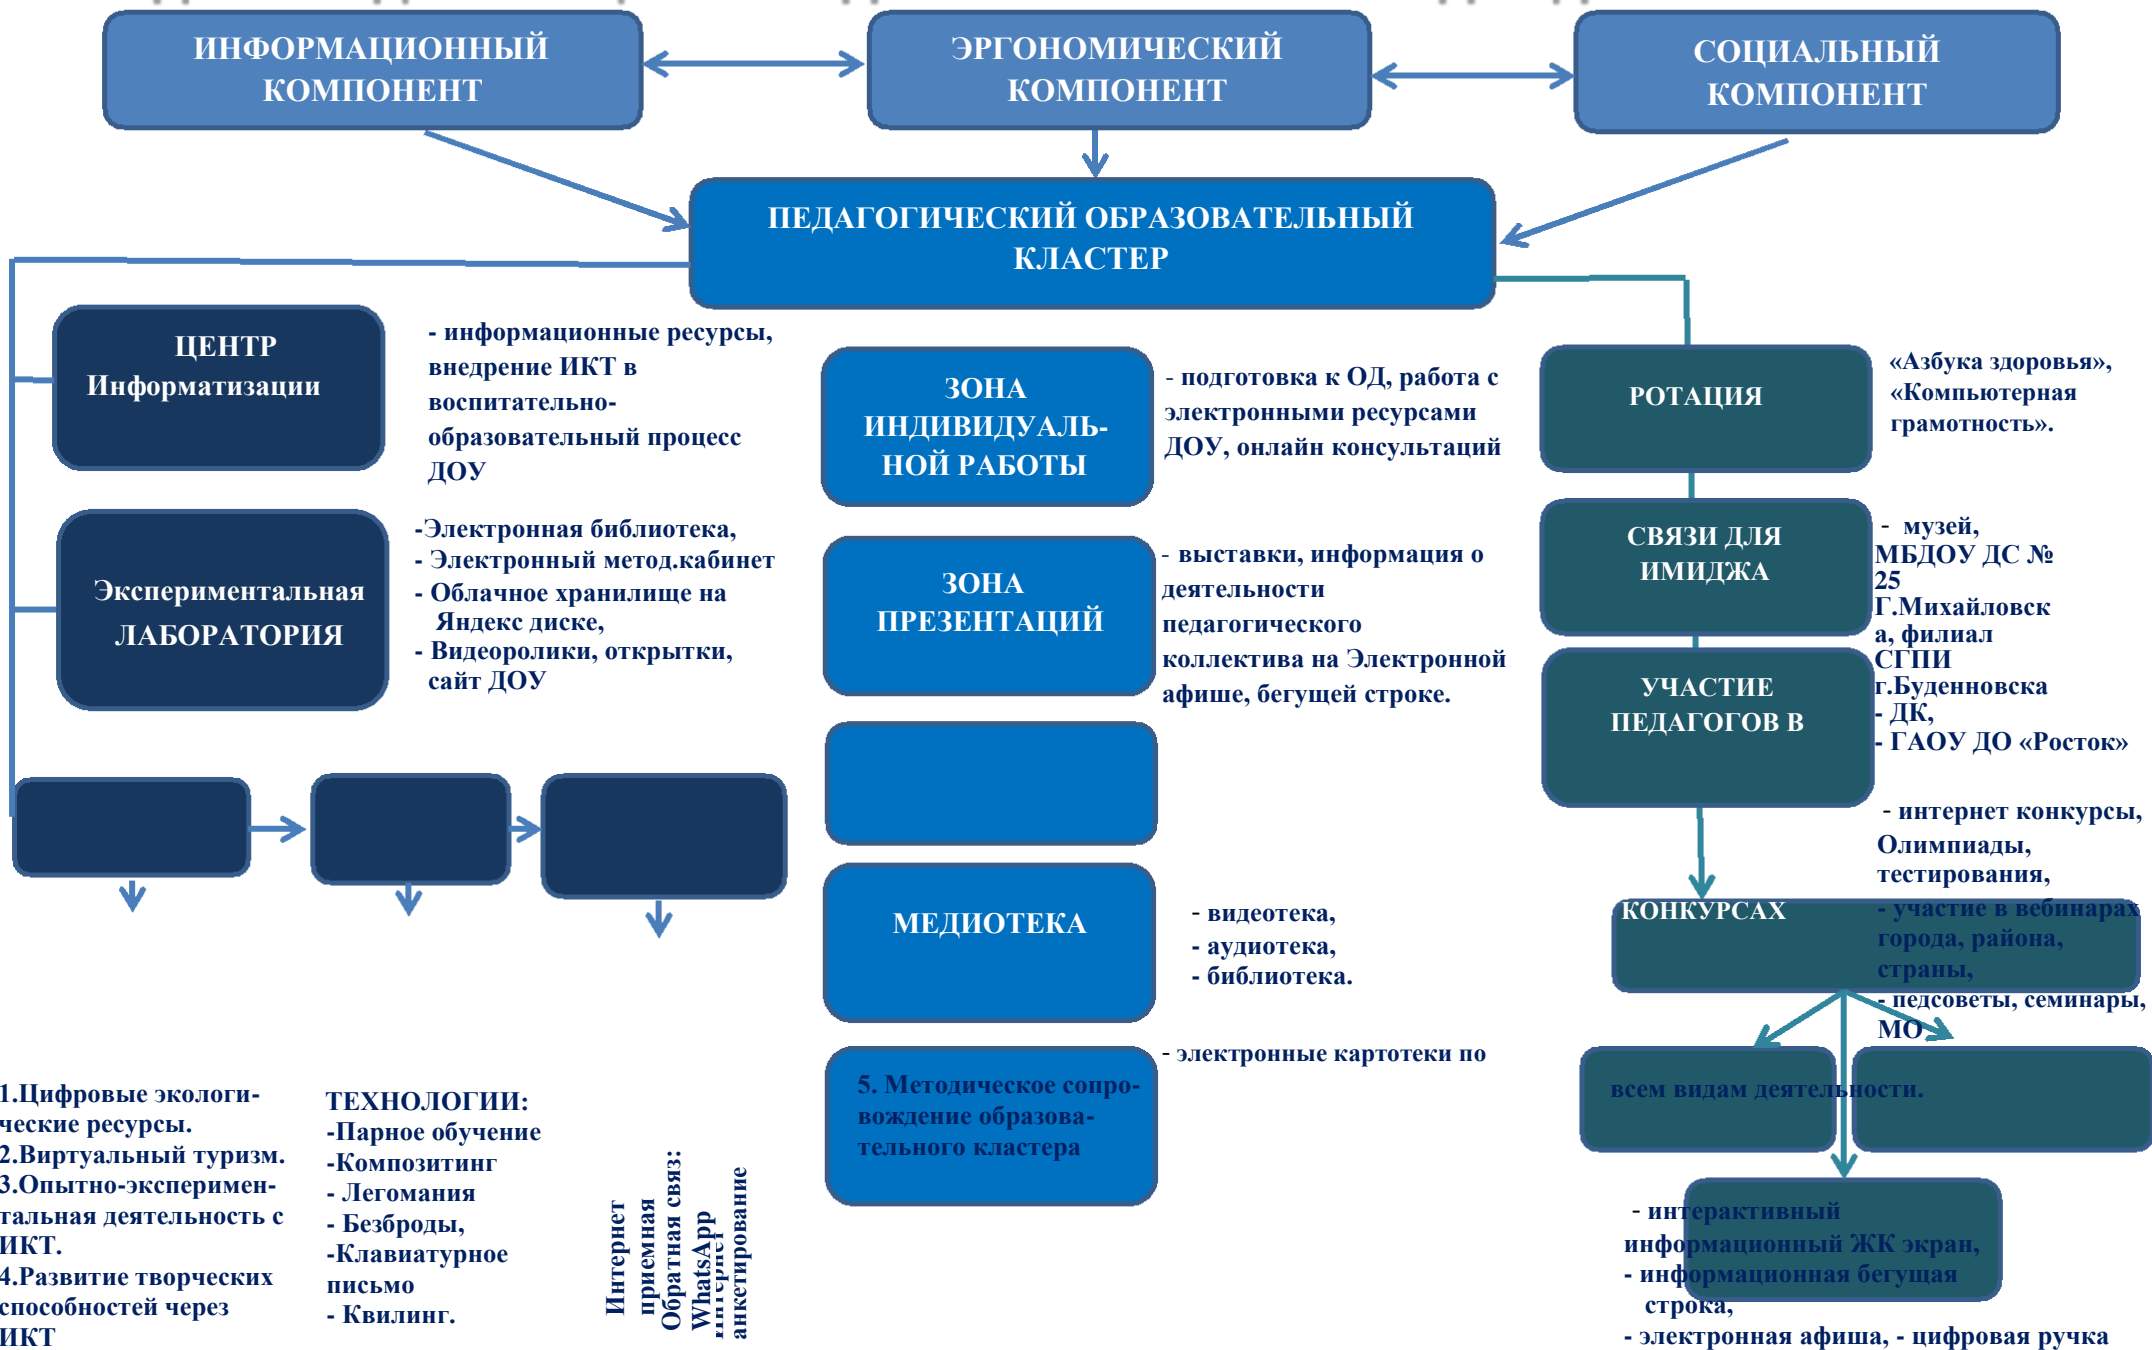 ИНФОРМАЦИОННЫЙ
КОМПОНЕНТ
ЭРГОНОМИЧЕСКИЙ
КОМПОНЕНТ
СОЦИАЛЬНЫЙ
КОМПОНЕНТ
ПЕДАГОГИЧЕСКИЙ ОБРАЗОВАТЕЛЬНЫЙ
КЛАСТЕР
ЦЕНТР
Информатизации
- информационные ресурсы,
внедрение ИКТ в
воспитательно-
образовательный процесс
ДОУ
Экспериментальная
ЛАБОРАТОРИЯ
-Электронная библиотека,
- Электронный метод.кабинет
- Облачное хранилище на
Яндекс диске,
- Видеоролики, открытки,
сайт ДОУ
1.Цифровые экологи-
ческие ресурсы.
2.Виртуальный туризм.
3.Опытно-эксперимен-
тальная деятельность с
ИКТ.
4.Развитие творческих
способностей через
ИКТ
ТЕХНОЛОГИИ:
-Парное обучение
-Композитинг
- Легомания
- Безброды,
-Клавиатурное
письмо
- Квилинг.
Интернет
приемная
Обратная связ:
WhatsApp
Интернет
анкетирование
ЗОНА
ИНДИВИДУАЛЬ-
НОЙ РАБОТЫ
- подготовка к ОД, работа с
электронными ресурсами
ДОУ, онлайн консультаций
ЗОНА
ПРЕЗЕНТАЦИЙ
- выставки, информация о
деятельности
педагогического
коллектива на Электронной
афише, бегущей строке.
МЕДИОТЕКА
- видеотека,
- аудиотека,
- библиотека.
5. Методическое сопро-
вождение образова-
тельного кластера
- электронные картотеки по
всем видам деятельности.
РОТАЦИЯ
«Азбука здоровья»,
«Компьютерная
грамотность».
СВЯЗИ ДЛЯ
ИМИДЖА
- музей,
МБДОУ ДС №
25
Г.Михайловск
а, филиал
СГПИ
г.Буденновска
- ДК,
- ГАОУ ДО «Росток»
УЧАСТИЕ
ПЕДАГОГОВ В
КОНКУРСАХ
- интернет конкурсы,
Олимпиады,
тестирования,
- участие в вебинарах
города, района,
страны,
- педсоветы, семинары,
МО
- интерактивный
информационный ЖК экран,
- информационная бегущая
строка,
- электронная афиша, - цифровая ручка